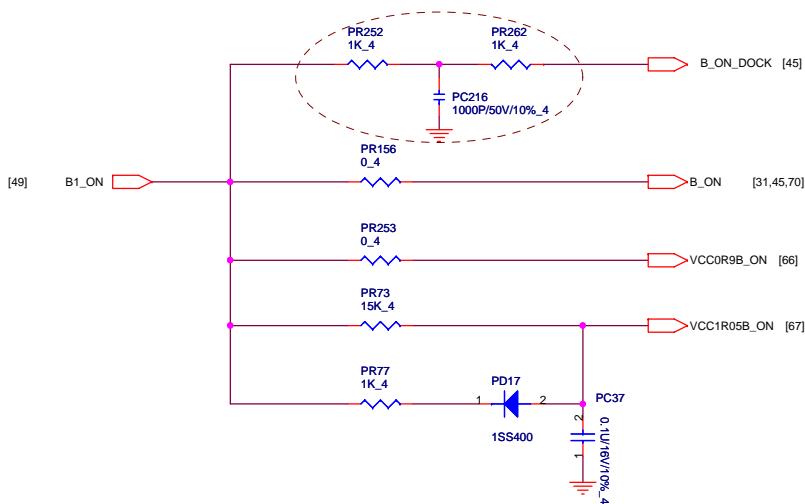 PR252
1K_4
PR262
1K_4
B_ON_DOCK [45]
PC216
1000P/50V/10%_4
PR156
0_4
[49] B1_ON
B_ON [31,45,70]
PR253
0_4
VCC0R9B_ON [66]
PR73
15K_4
VCC1R05B_ON [67]
PR77
1K_4
PD17
1 2
1SS400
PC37
2
1
0.1U/16V/10%_4